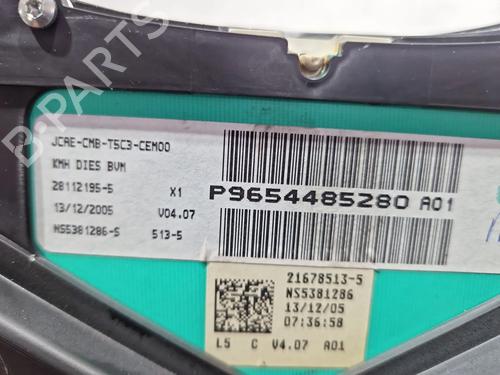 JCAE-CMB-T5C3-CEM00
KMH DIES BVM
28112195-5 X1
13/12/2005 V04.07
NS5381286-S 513-5
P9654485280 A01
21678513-5
NS5381286
13/12/05
07:36:58
L5 C V4.07 A01
B-PARTS